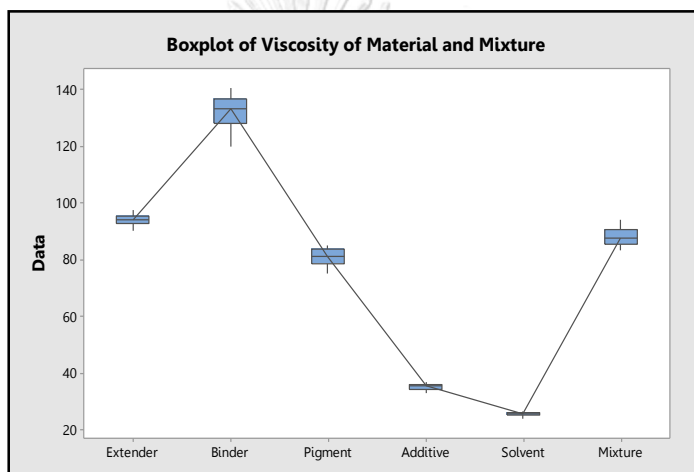 Boxplot of Viscosity of Material and Mixture
140
120
100
80
60
40
20
Data
Extender Binder Pigment Additive Solvent Mixture